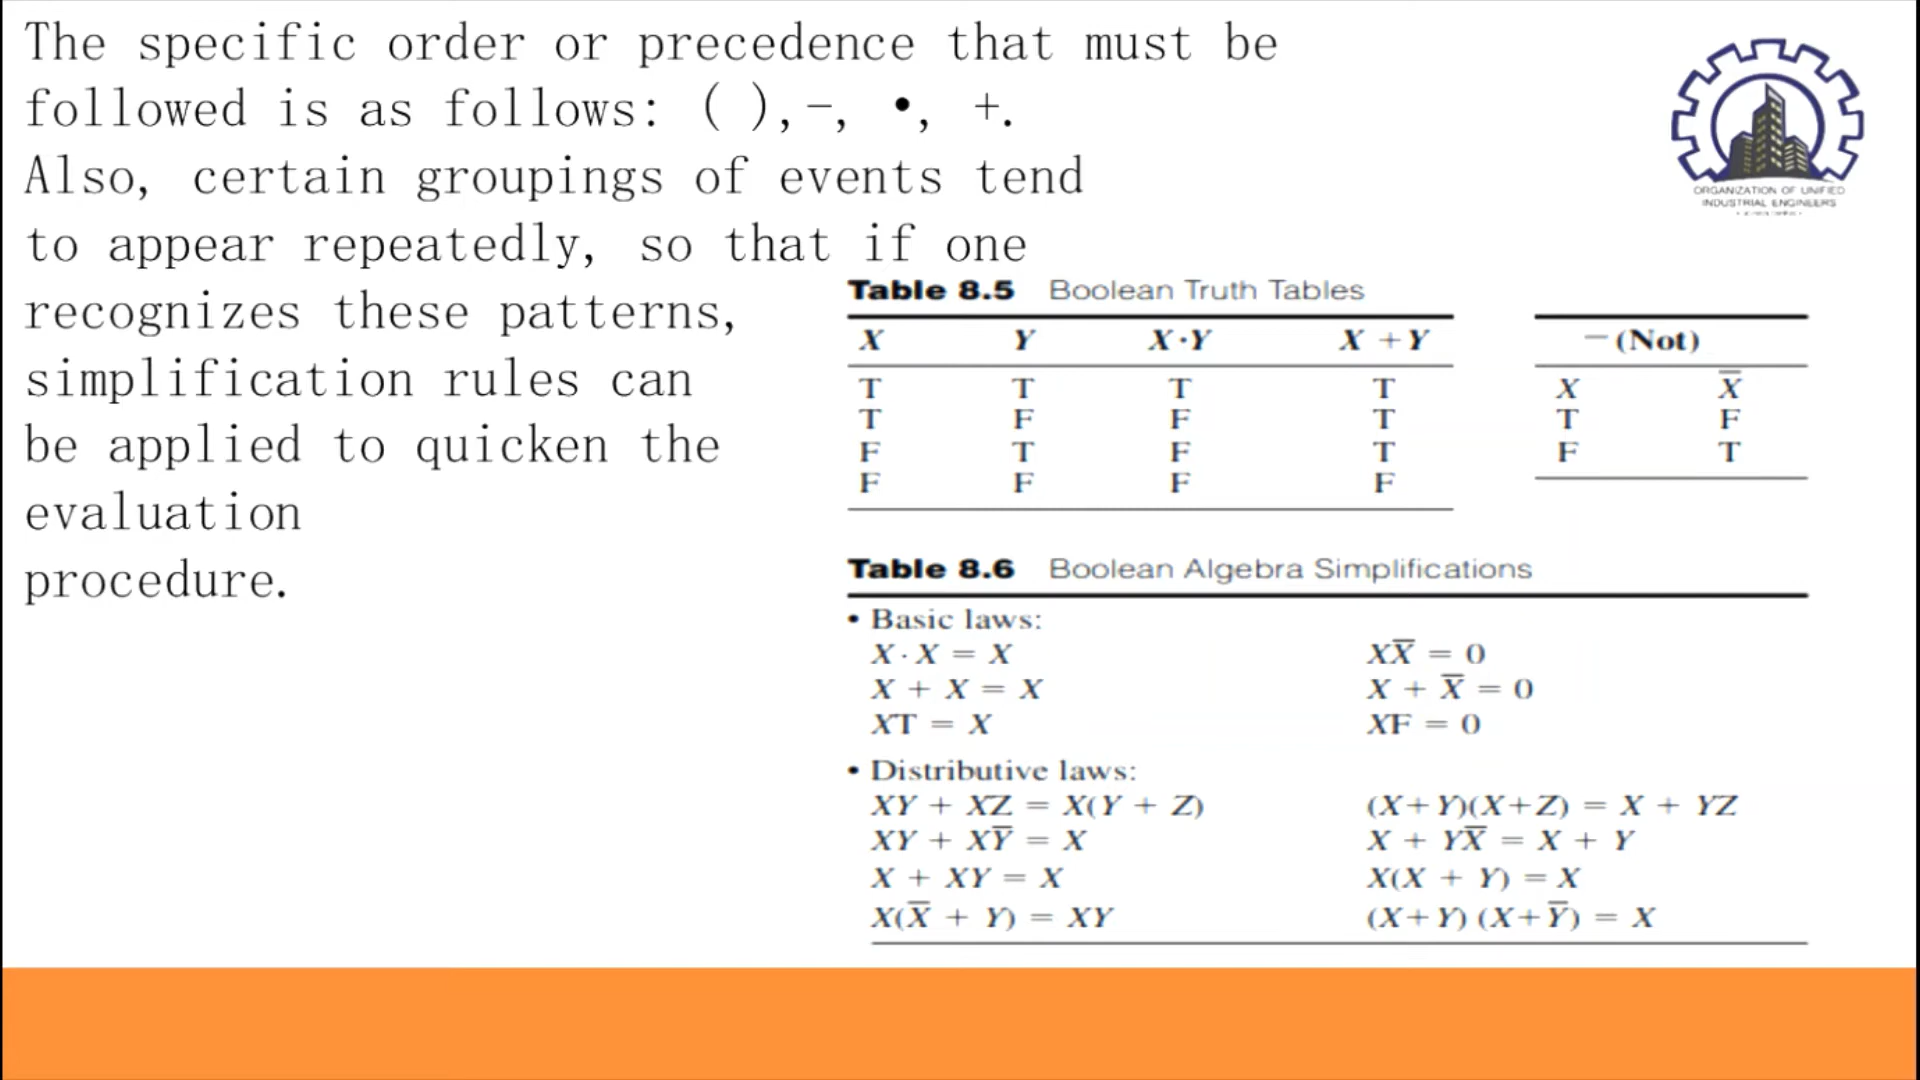 The specific order or precedence that must be
followed is as follows: ( ),–, •, +.
Also, certain groupings of events tend
to appear repeatedly, so that if one
recognizes these patterns,
simplification rules can
be applied to quicken the
evaluation
procedure.
ORGANIZATION OF UNIFIED
INDUSTRIAL ENGINEERS
Table 8.5 Boolean Truth Tables
X Y X·Y X + Y
T T T T
T F F T
F T F T
F F F F
— (Not)
X X̅
T F
F T
Table 8.6 Boolean Algebra Simplifications
• Basic laws:
X · X = X XX̅ = 0
X + X = X X + X̅ = 0
XT = X XF = 0
• Distributive laws:
XY + XZ = X(Y + Z) (X+Y)(X+Z) = X + YZ
XY + XY̅ = X X + YX̅ = X + Y
X + XY = X X(X + Y) = X
X(X̅ + Y) = XY (X+Y) (X+Y̅) = X